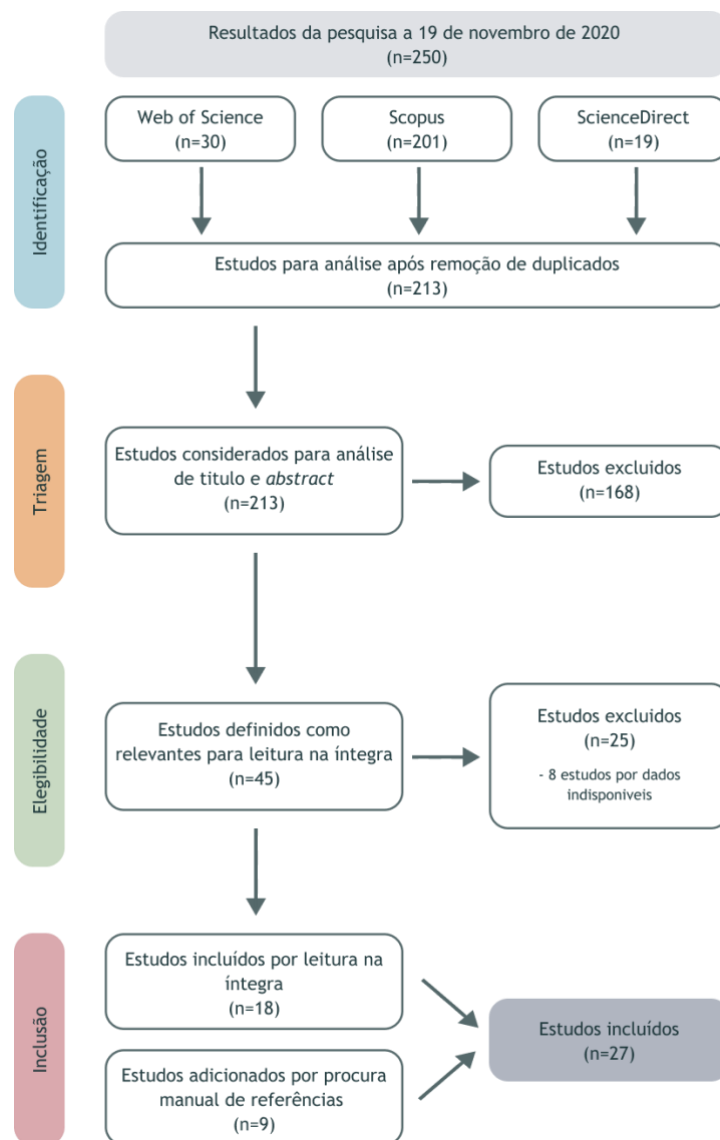 Resultados da pesquisa a 19 de novembro de 2020
(n=250)
Identificação
Web of Science
(n=30)
Scopus
(n=201)
ScienceDirect
(n=19)
Estudos para análise após remoção de duplicados
(n=213)
Triagem
Estudos considerados para análise
de titulo e abstract
(n=213)
Estudos excluidos
(n=168)
Elegibilidade
Estudos definidos como
relevantes para leitura na íntegra
(n=45)
Estudos excluidos
(n=25)
- 8 estudos por dados
indisponiveis
Inclusão
Estudos incluídos por leitura na
íntegra
(n=18)
Estudos adicionados por procura
manual de referências
(n=9)
Estudos incluídos
(n=27)